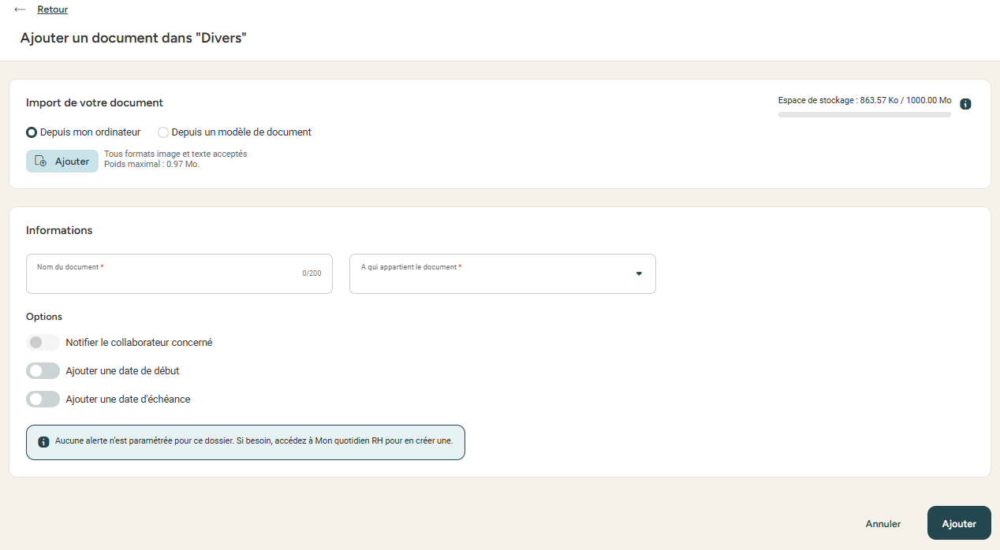 Retour
Ajouter un document dans "Divers"
Import de votre document
Espace de stockage : 863.57 Ko / 1000.00 Mo
Depuis mon ordinateur
Depuis un modèle de document
Ajouter
Tous formats image et texte acceptés
Poids maximal : 0.97 Mo.
Informations
Nom du document *
0/200
A qui appartient le document *
Options
Notifier le collaborateur concerné
Ajouter une date de début
Ajouter une date d'échéance
Aucune alerte n'est paramétrée pour ce dossier. Si besoin, accédez à Mon quotidien RH pour en créer une.
Annuler
Ajouter